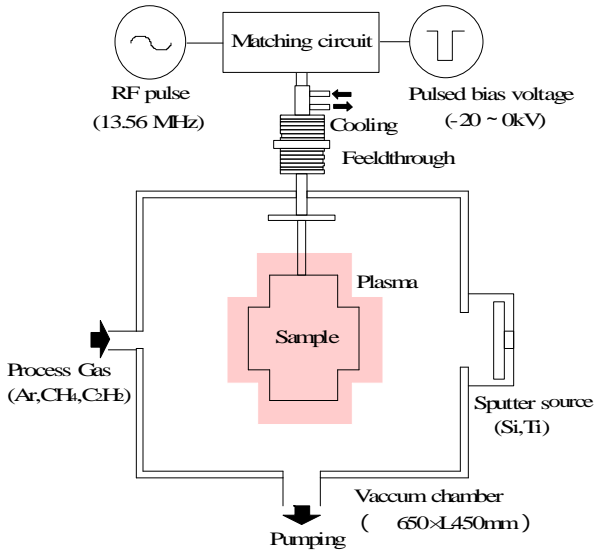 Matching circuit
RF pulse
(13.56 MHz)
Pulsed bias voltage
(-20 ~ 0kV)
Cooling
Feeldthrough
Plasma
Sample
Process Gas
(Ar,CH₄,C₂H₂)
Sputter source
(Si,Ti)
Vaccum chamber
( 650×L450mm)
Pumping